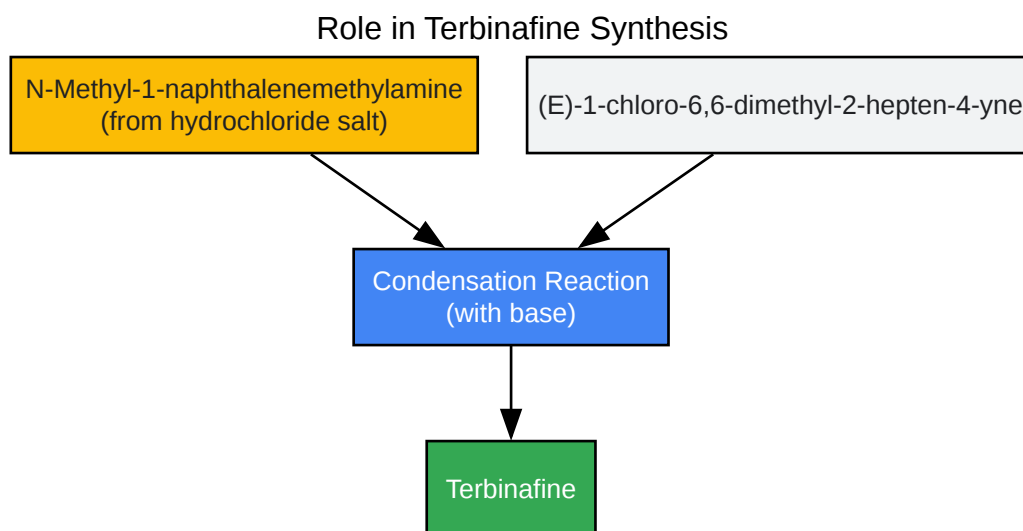 Role in Terbinafine Synthesis
N-Methyl-1-naphthalenemethylamine
(from hydrochloride salt)
(E)-1-chloro-6,6-dimethyl-2-hepten-4-yne
Condensation Reaction
(with base)
Terbinafine